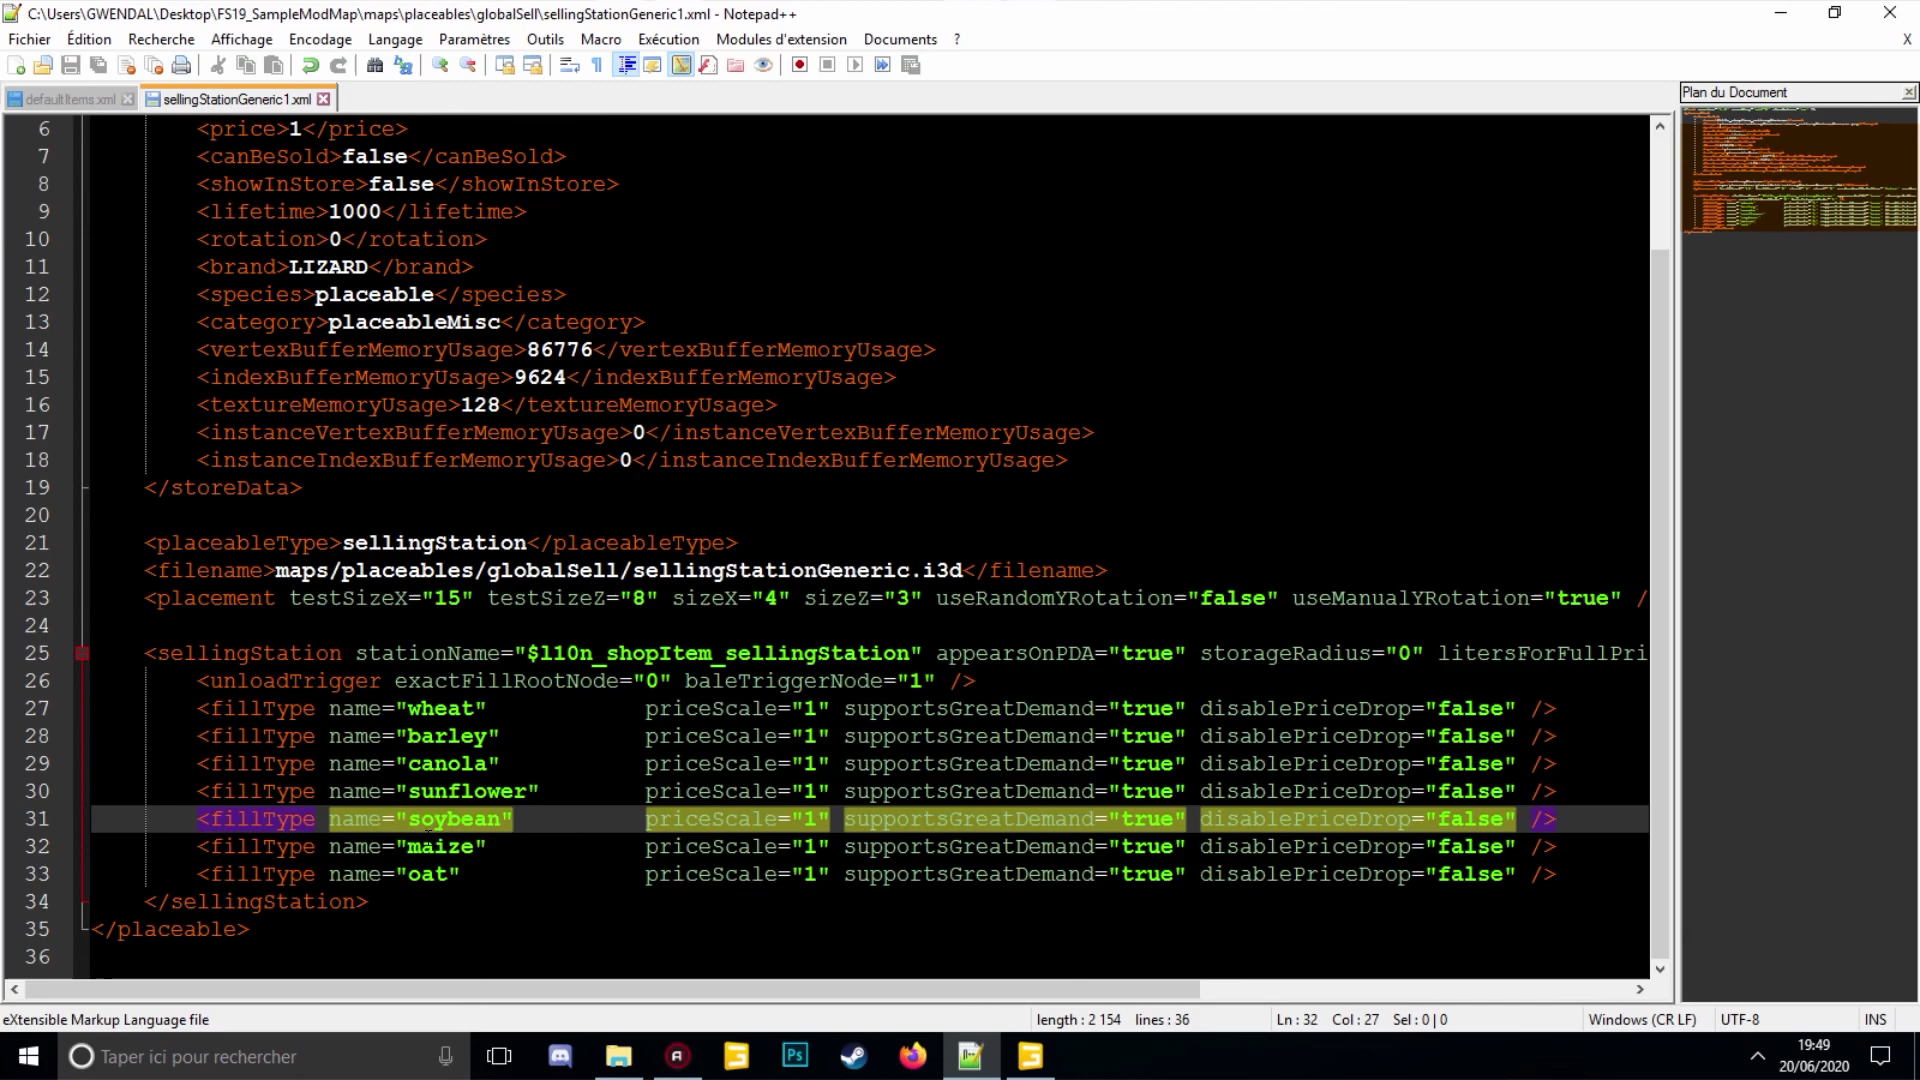 C:\Users\GWENDAL\Desktop\FS19_SampleModMap\maps\placeables\globalSell\sellingStationGeneric1.xml - Notepad++
Fichier Édition Recherche Affichage Encodage Langage Paramètres Outils Macro Exécution Modules d'extension Documents ? X
defaultItems.xml sellingStationGeneric1.xml
Plan du Document
6 <price>1</price>
7 <canBeSold>false</canBeSold>
8 <showInStore>false</showInStore>
9 <lifetime>1000</lifetime>
10 <rotation>0</rotation>
11 <brand>LIZARD</brand>
12 <species>placeable</species>
13 <category>placeableMisc</category>
14 <vertexBufferMemoryUsage>86776</vertexBufferMemoryUsage>
15 <indexBufferMemoryUsage>9624</indexBufferMemoryUsage>
16 <textureMemoryUsage>128</textureMemoryUsage>
17 <instanceVertexBufferMemoryUsage>0</instanceVertexBufferMemoryUsage>
18 <instanceIndexBufferMemoryUsage>0</instanceIndexBufferMemoryUsage>
19 </storeData>
20
21 <placeableType>sellingStation</placeableType>
22 <filename>maps/placeables/globalSell/sellingStationGeneric.i3d</filename>
23 <placement testSizeX="15" testSizeZ="8" sizeX="4" sizeZ="3" useRandomYRotation="false" useManualYRotation="true" /
24
25 <sellingStation stationName="$l10n_shopItem_sellingStation" appearsOnPDA="true" storageRadius="0" litersForFullPri
26 <unloadTrigger exactFillRootNode="0" baleTriggerNode="1" />
27 <fillType name="wheat" priceScale="1" supportsGreatDemand="true" disablePriceDrop="false" />
28 <fillType name="barley" priceScale="1" supportsGreatDemand="true" disablePriceDrop="false" />
29 <fillType name="canola" priceScale="1" supportsGreatDemand="true" disablePriceDrop="false" />
30 <fillType name="sunflower" priceScale="1" supportsGreatDemand="true" disablePriceDrop="false" />
31 <fillType name="soybean" priceScale="1" supportsGreatDemand="true" disablePriceDrop="false" />
32 <fillType name="maize" priceScale="1" supportsGreatDemand="true" disablePriceDrop="false" />
33 <fillType name="oat" priceScale="1" supportsGreatDemand="true" disablePriceDrop="false" />
34 </sellingStation>
35 </placeable>
36
eXtensible Markup Language file length : 2 154 lines : 36 Ln : 32 Col : 27 Sel : 0 | 0 Windows (CR LF) UTF-8 INS
Taper ici pour rechercher
Ps
19:49
20/06/2020